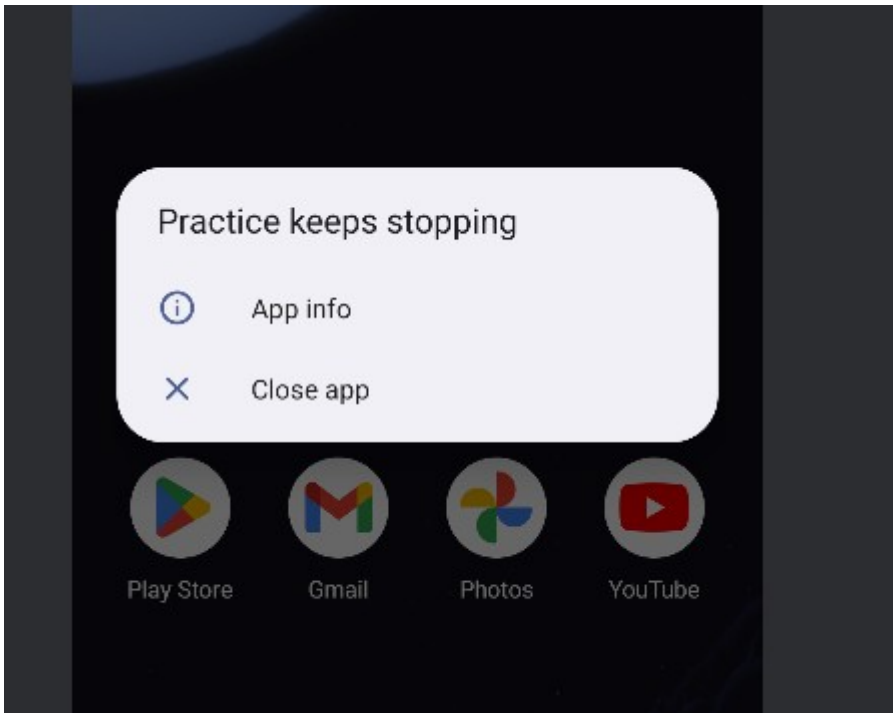 Practice keeps stopping
App info
Close app
Play Store
Gmail
Photos
YouTube